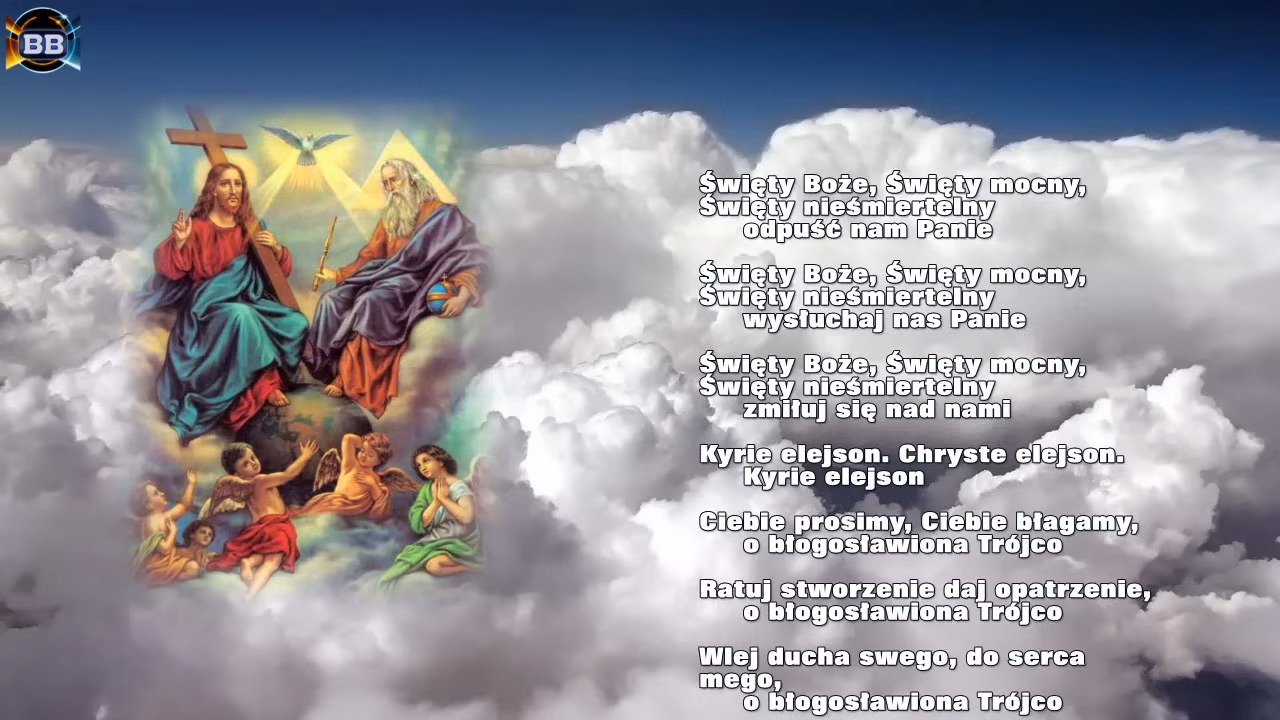 BB
Święty Boże, Święty mocny,
Święty nieśmiertelny
odpuść nam Panie
Święty Boże, Święty mocny,
Święty nieśmiertelny
wysłuchaj nas Panie
Święty Boże, Święty mocny,
Święty nieśmiertelny
zmiłuj się nad nami
Kyrie elejson. Chryste elejson.
Kyrie elejson
Ciebie prosimy, Ciebie błagamy,
o błogosławiona Trójco
Ratuj stworzenie daj opatrzenie,
o błogosławiona Trójco
Wlej ducha swego, do serca
mego,
o błogosławiona Trójco